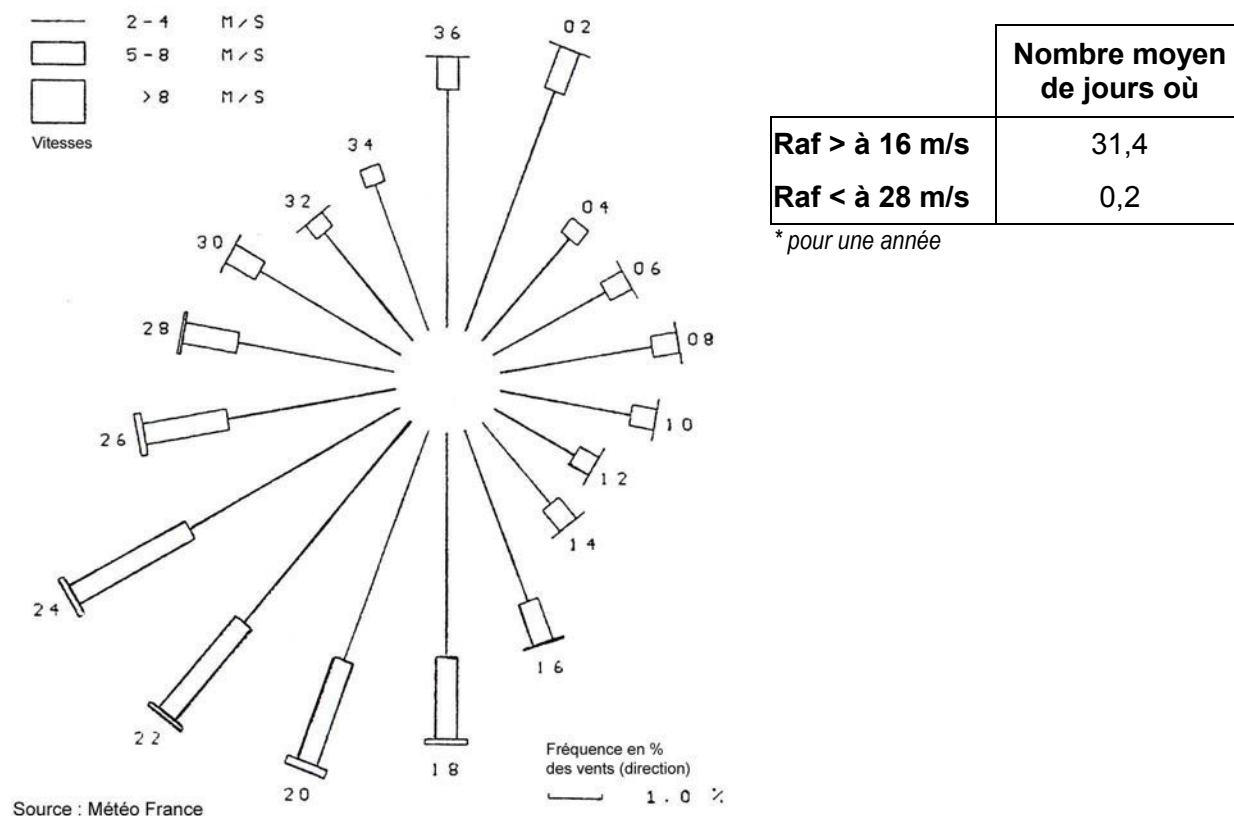 2-4 M/S
5-8 M/S
>8 M/S
Vitesses
36
02
34
32
04
30
06
28
08
26
10
12
14
24
16
22
18
20
Fréquence en %
des vents (direction)
1.0 %
Source : Météo France
Nombre moyen
de jours où
Raf > à 16 m/s 31,4
Raf < à 28 m/s 0,2
* pour une année